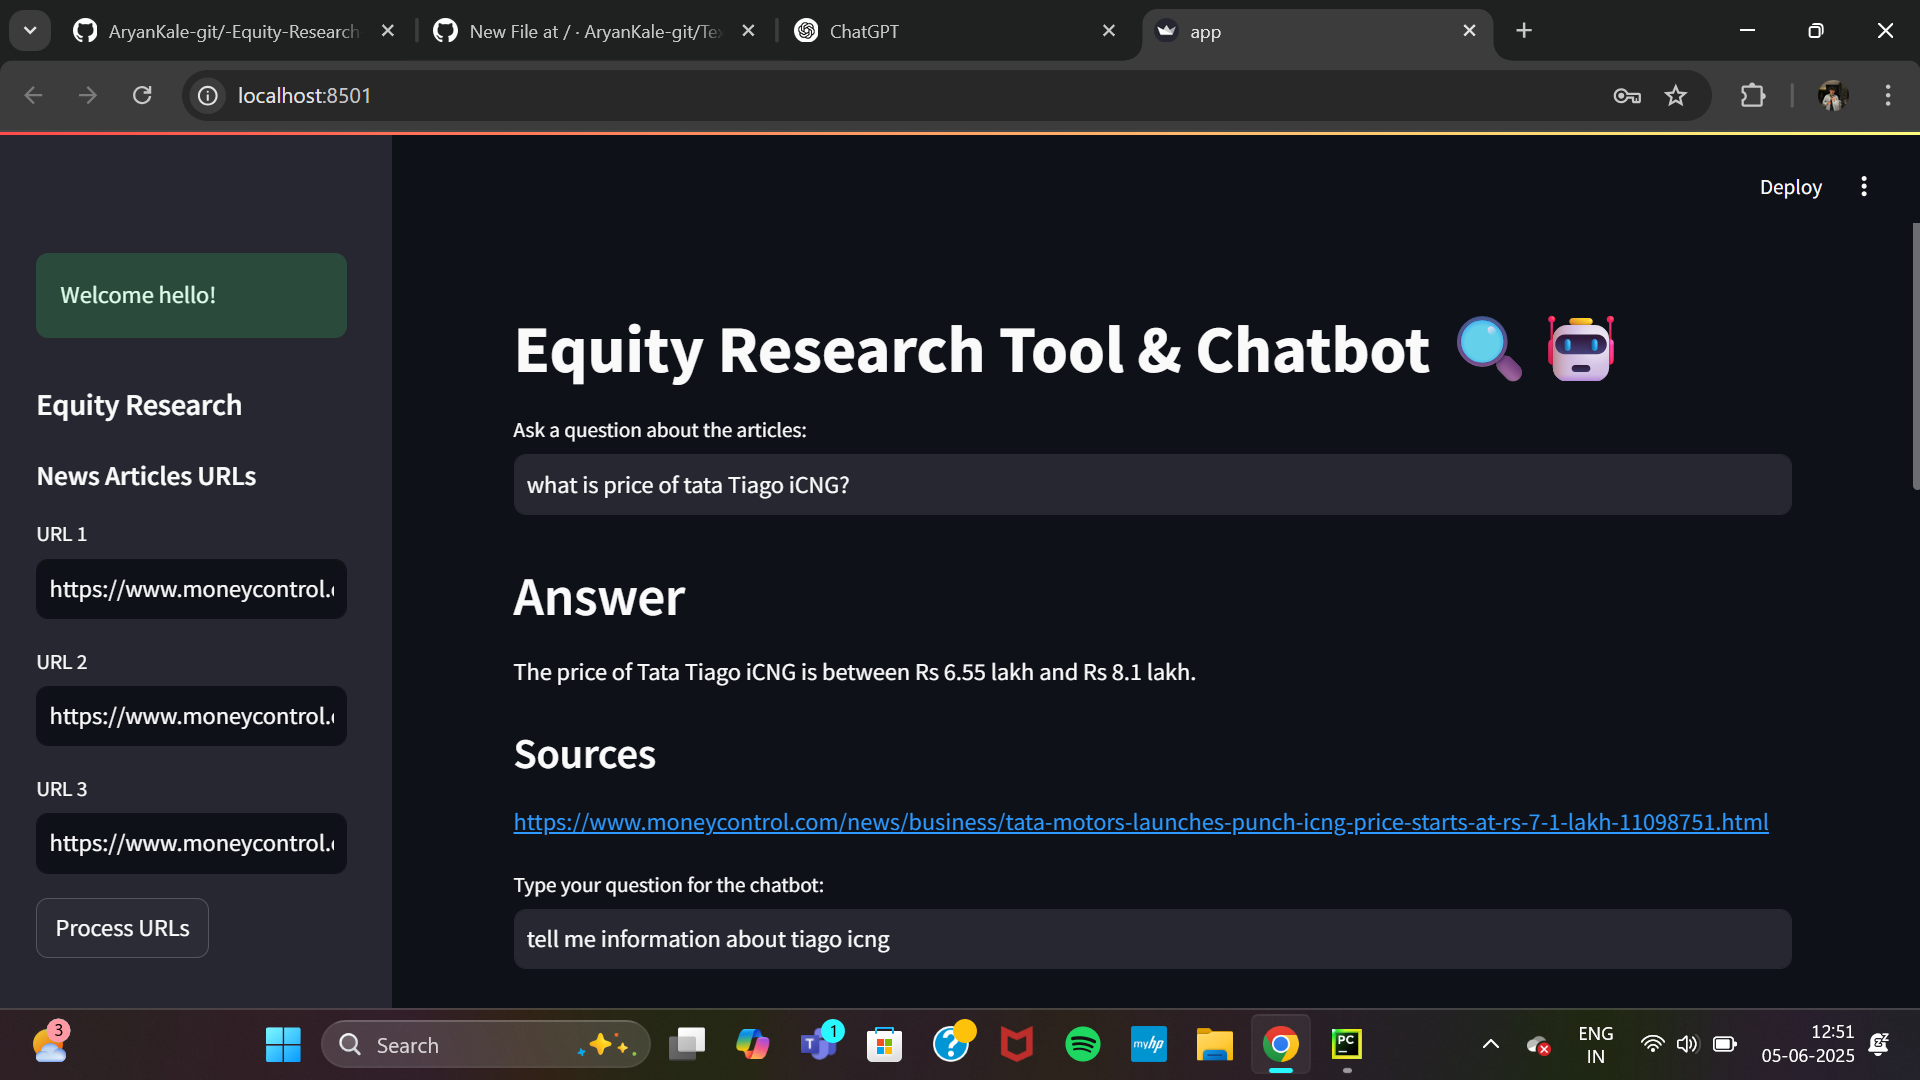 AryanKale-git/-Equity-Research
New File at / · AryanKale-git/Te
ChatGPT
app
localhost:8501
Deploy
Welcome hello!
Equity Research
News Articles URLs
URL 1
https://www.moneycontrol.
URL 2
https://www.moneycontrol.
URL 3
https://www.moneycontrol.
Process URLs
Equity Research Tool & Chatbot
Ask a question about the articles:
what is price of tata Tiago iCNG?
Answer
The price of Tata Tiago iCNG is between Rs 6.55 lakh and Rs 8.1 lakh.
Sources
https://www.moneycontrol.com/news/business/tata-motors-launches-punch-icng-price-starts-at-rs-7-1-lakh-11098751.html
Type your question for the chatbot:
tell me information about tiago icng
3
Search
1
myhp
PC
ENG
IN
12:51
05-06-2025